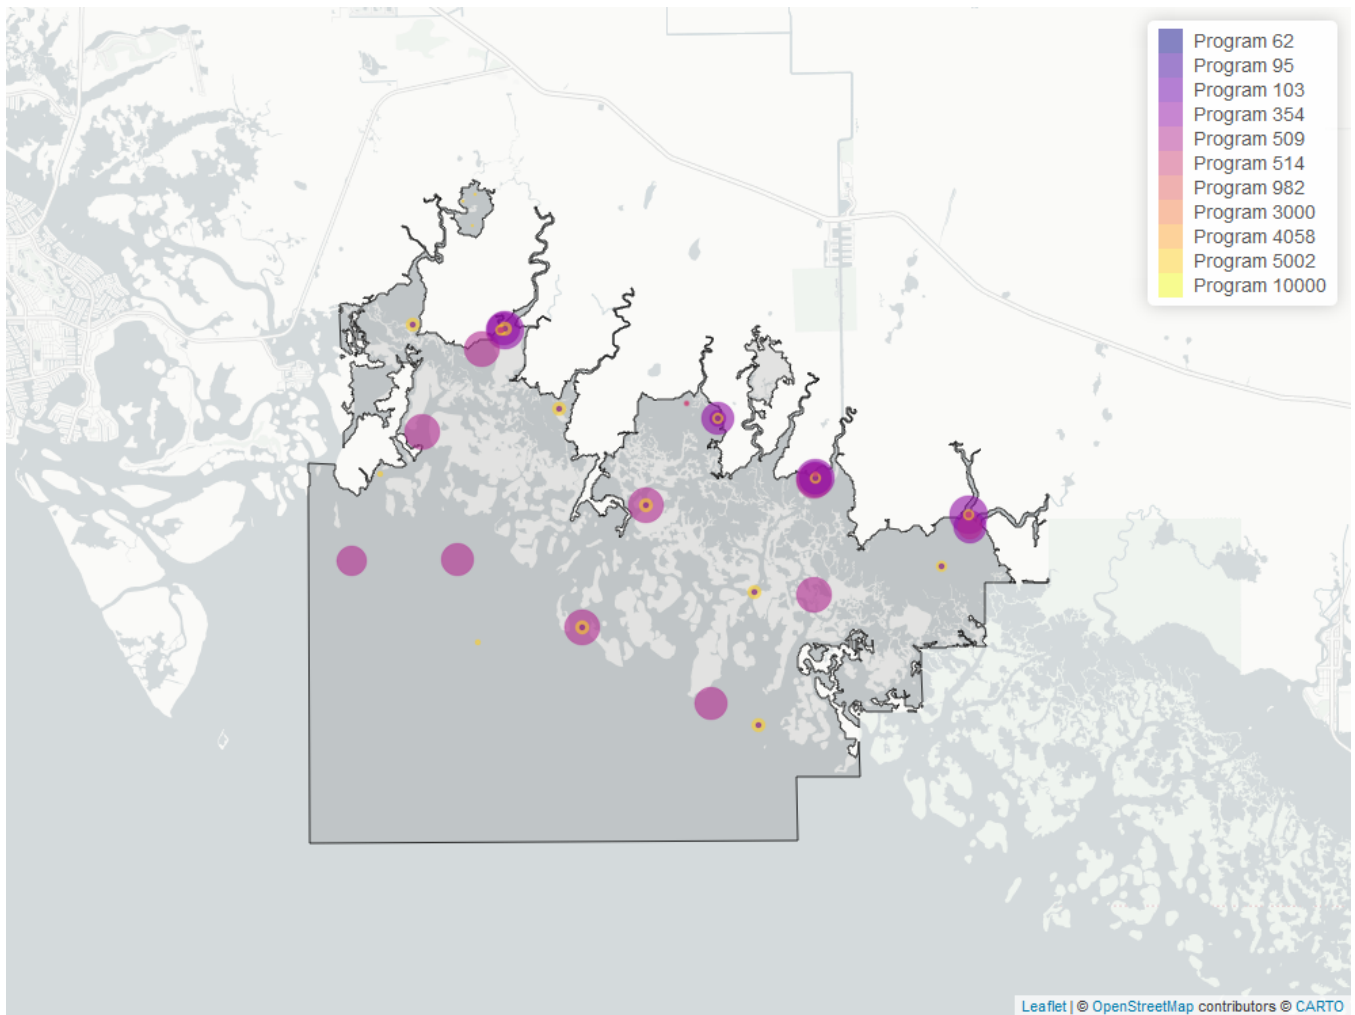 Program 62
Program 95
Program 103
Program 354
Program 509
Program 514
Program 982
Program 3000
Program 4058
Program 5002
Program 10000
Leaflet | © OpenStreetMap contributors © CARTO